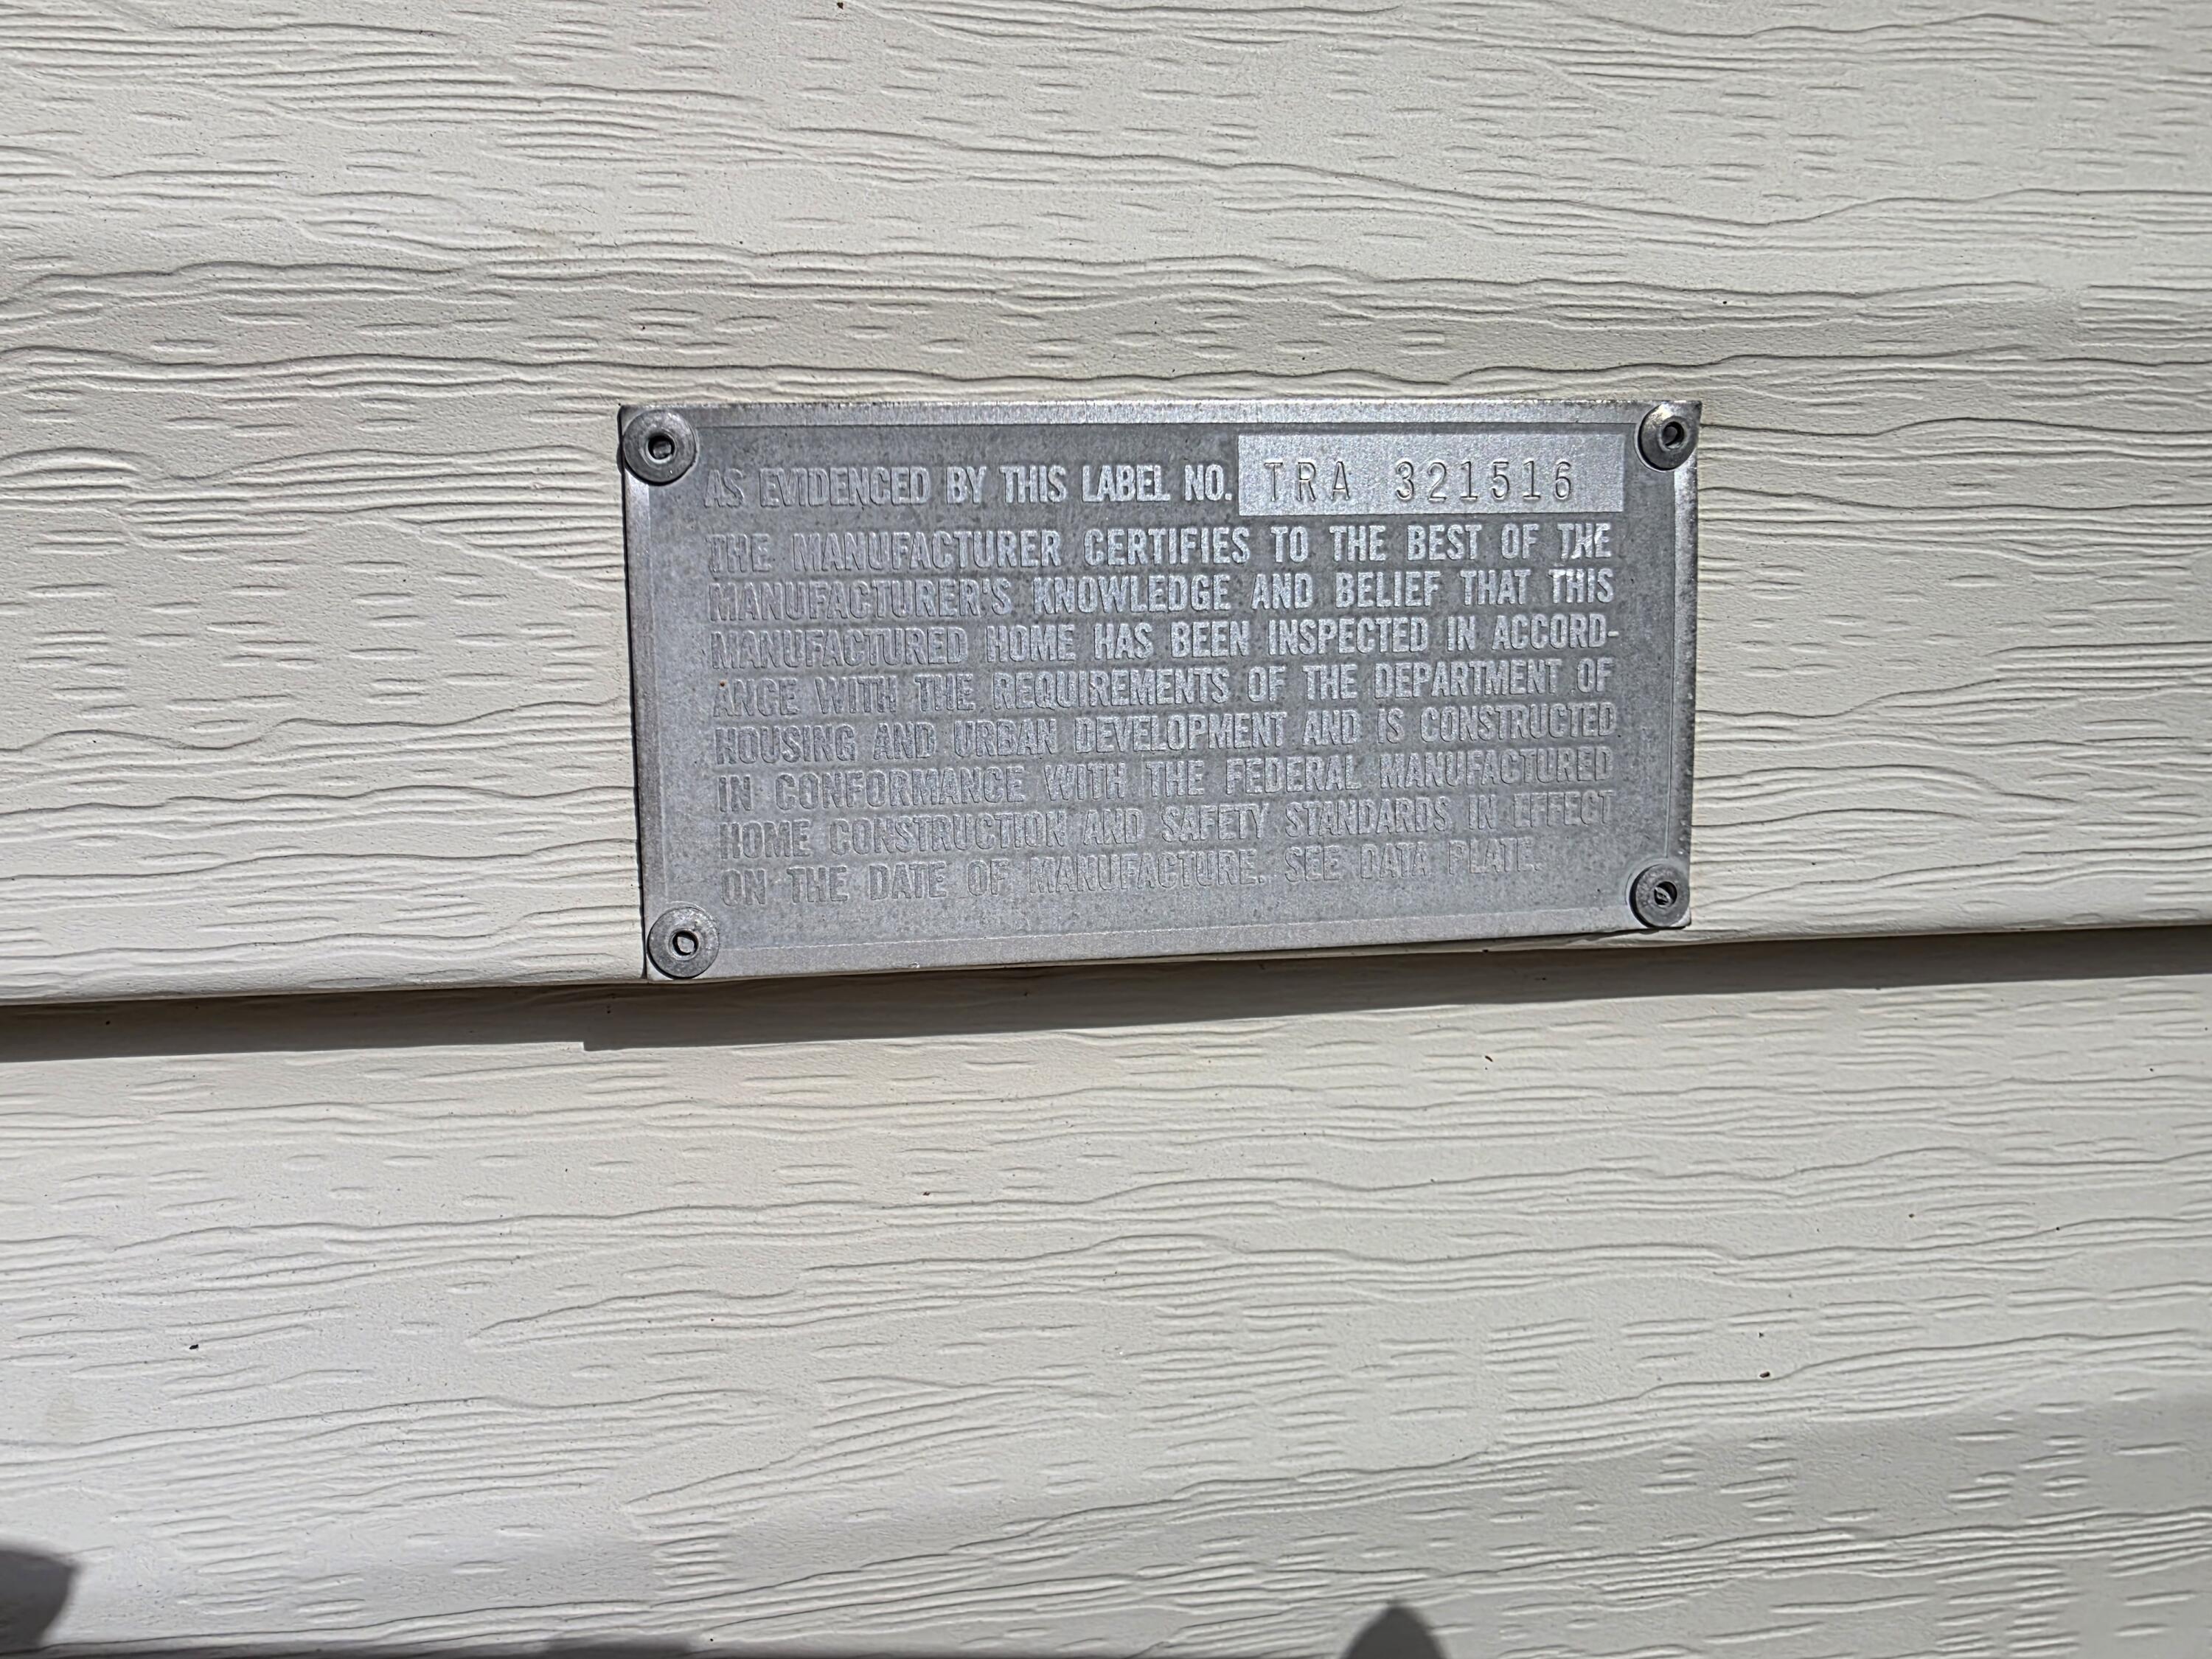 AS EVIDENCED BY THIS LABEL NO. TRA 321516
THE MANUFACTURER CERTIFIES TO THE BEST OF THE
MANUFACTURER'S KNOWLEDGE AND BELIEF THAT THIS
MANUFACTURED HOME HAS BEEN INSPECTED IN ACCORD-
ANCE WITH THE REQUIREMENTS OF THE DEPARTMENT OF
HOUSING AND URBAN DEVELOPMENT AND IS CONSTRUCTED
IN CONFORMANCE WITH THE FEDERAL MANUFACTURED
HOME CONSTRUCTION AND SAFETY STANDARDS IN EFFECT
ON THE DATE OF MANUFACTURE. SEE DATA PLATE.